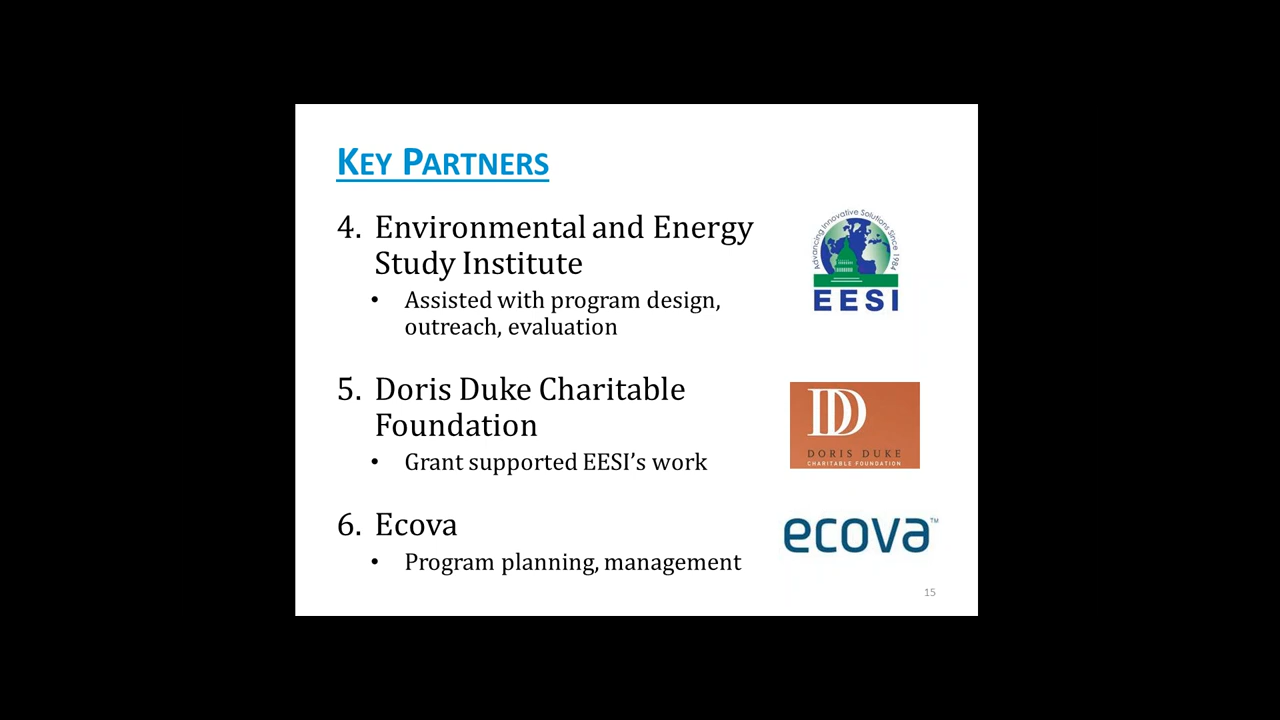 KEY PARTNERS
4. Environmental and Energy
Study Institute
• Assisted with program design,
outreach, evaluation
Advancing Innovative Solutions Since 1984
EESI
5. Doris Duke Charitable
Foundation
• Grant supported EESI’s work
DD
DORIS DUKE
CHARITABLE FOUNDATION
6. Ecova
• Program planning, management
ecova™
15